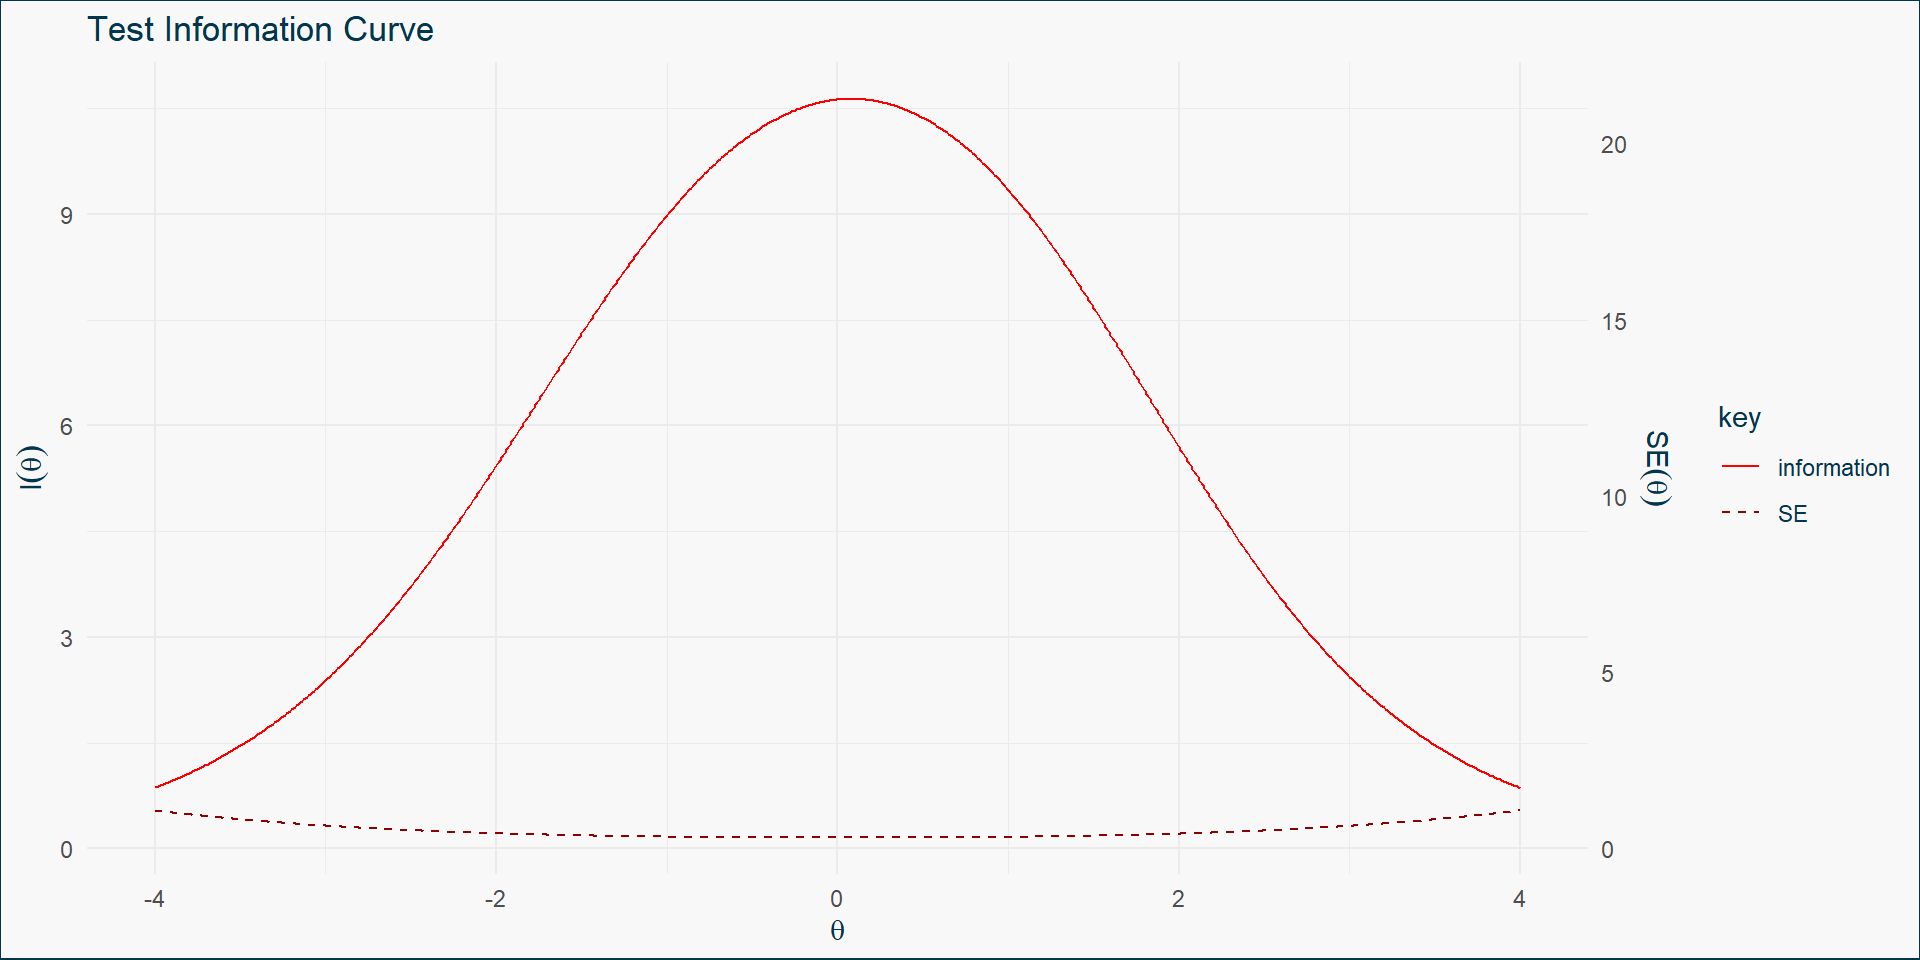 Test Information Curve
I(θ)
9
6
3
0
20
15
10
5
0
SE(θ)
-4
-2
0
2
4
θ
key
information
SE